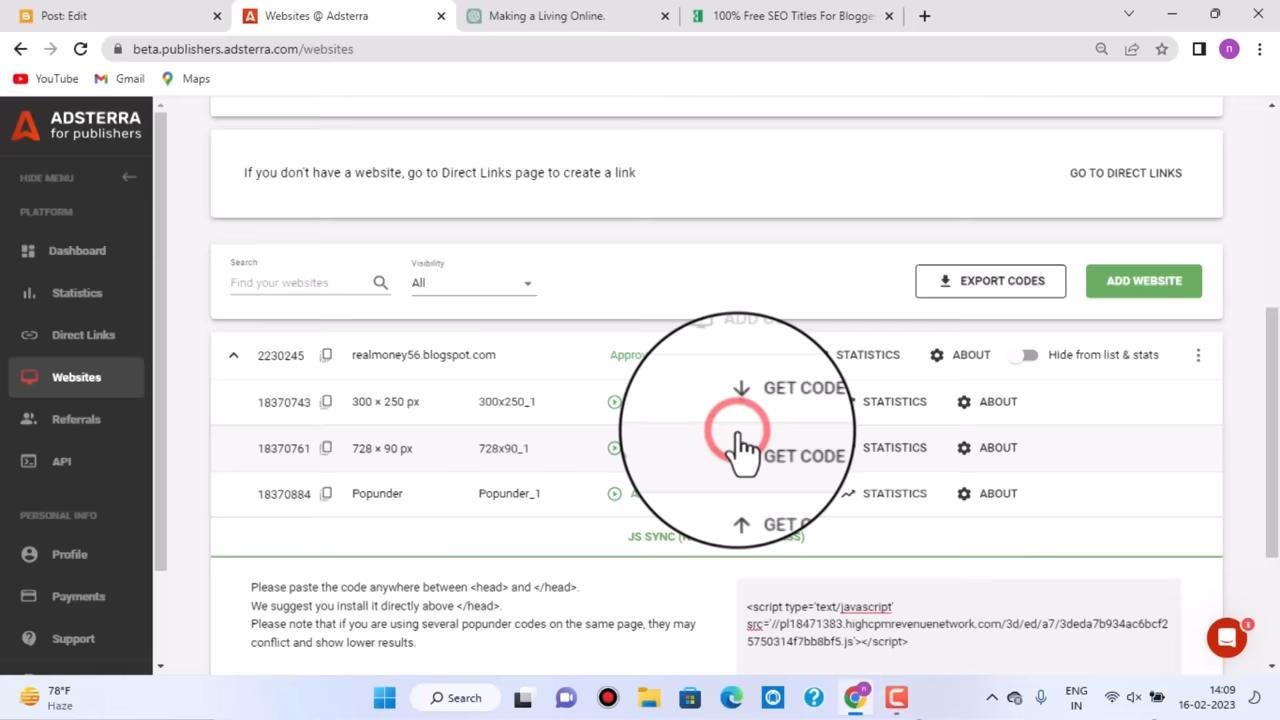 Post: Edit
Websites @ Adsterra
Making a Living Online.
100% Free SEO Titles For Blogge
beta.publishers.adsterra.com/websites
n
YouTube
Gmail
Maps
ADSTERRA
for publishers
HIDE MENU
PLATFORM
Dashboard
Statistics
Direct Links
Websites
Referrals
API
PERSONAL INFO
Profile
Payments
Support
If you don't have a website, go to Direct Links page to create a link
GO TO DIRECT LINKS
Search
Find your websites
Visibility
All
EXPORT CODES
ADD WEBSITE
2230245 realmoney56.blogspot.com Approv ADD C STATISTICS ABOUT Hide from list & stats
18370743 300 × 250 px 300x250_1 GET CODE STATISTICS ABOUT
18370761 728 × 90 px 728x90_1 GET CODE STATISTICS ABOUT
18370884 Popunder Popunder_1 A GET C STATISTICS ABOUT
JS SYNC (
SS)
Please paste the code anywhere between <head> and </head>.
We suggest you install it directly above </head>.
Please note that if you are using several popunder codes on the same page, they may
conflict and show lower results.
<script type='text/javascript'
src='//pl18471383.highcpmrevenuenetwork.com/3d/ed/a7/3deda7b934ac6bcf2
5750314f7bb8bf5.js'></script>
1
78°F
Haze
Search
n
ENG
IN
14:09
16-02-2023